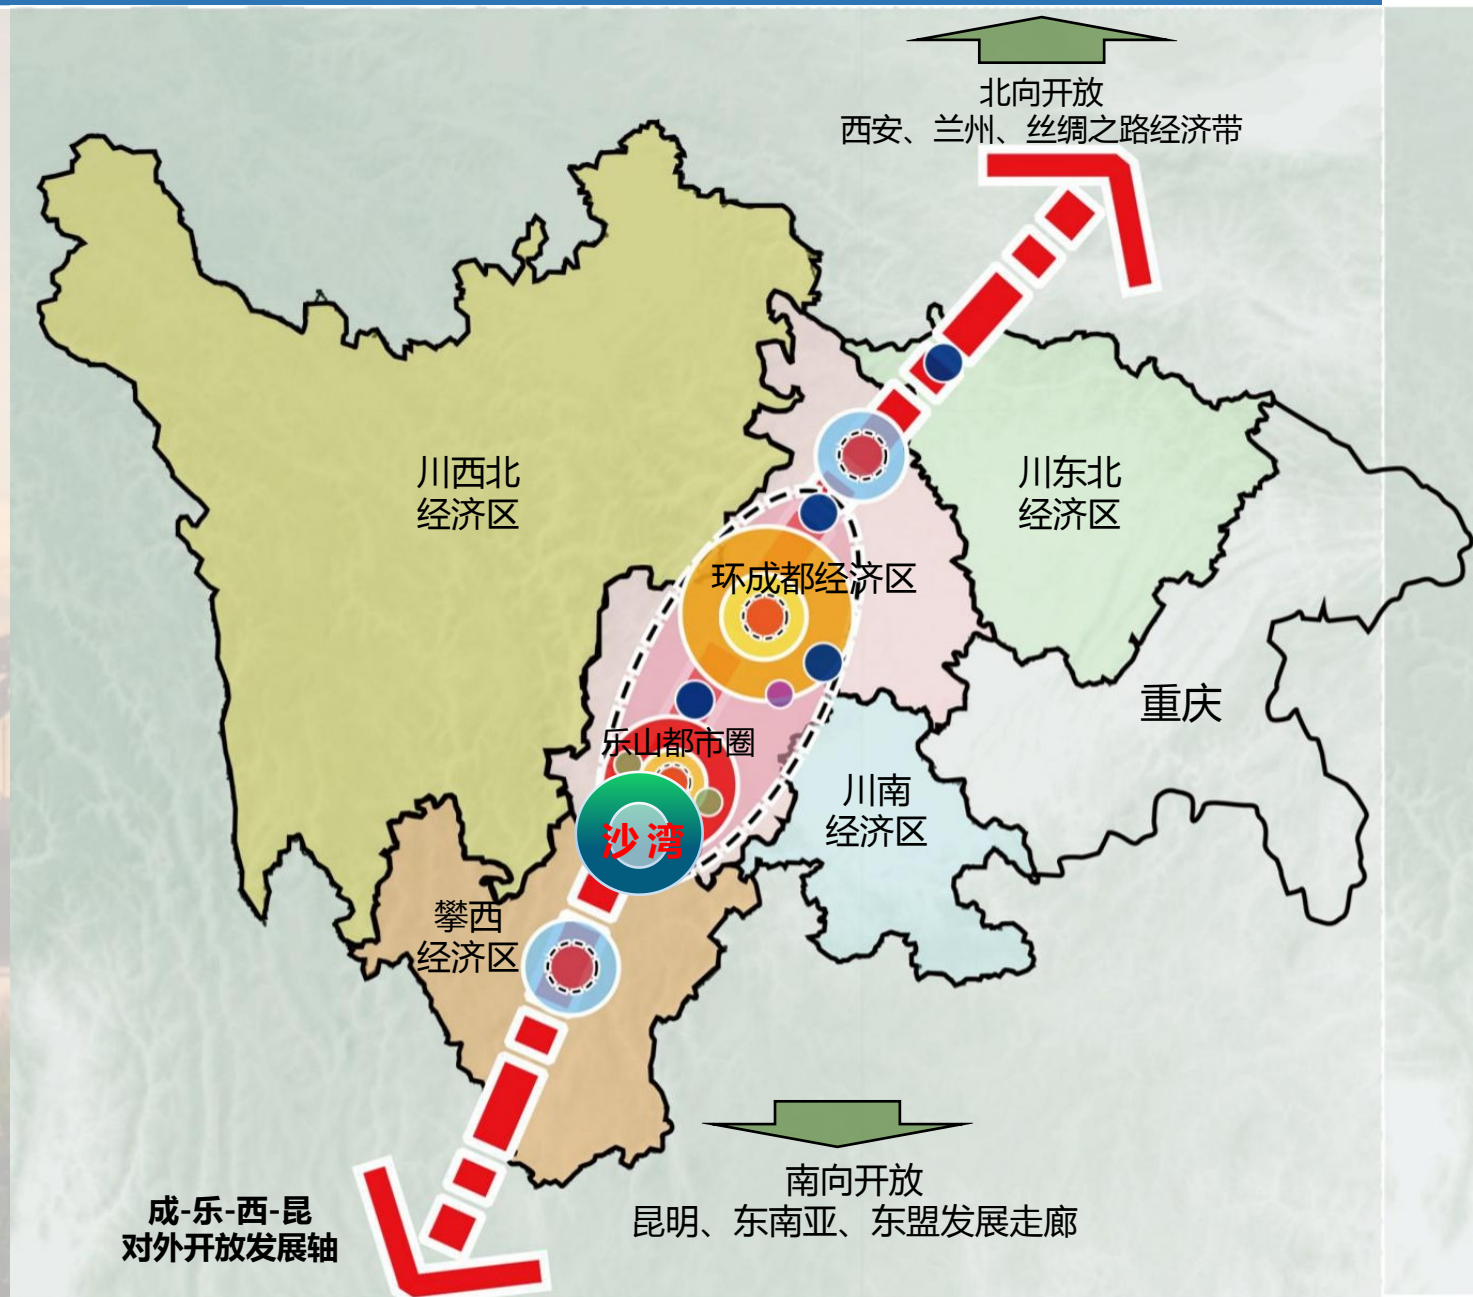 北向开放
西安、兰州、丝绸之路经济带
川西北
经济区
川东北
经济区
环成都经济区
重庆
乐山都市圈
川南
经济区
沙湾
攀西
经济区
南向开放
昆明、东南亚、东盟发展走廊
成-乐-西-昆
对外开放发展轴